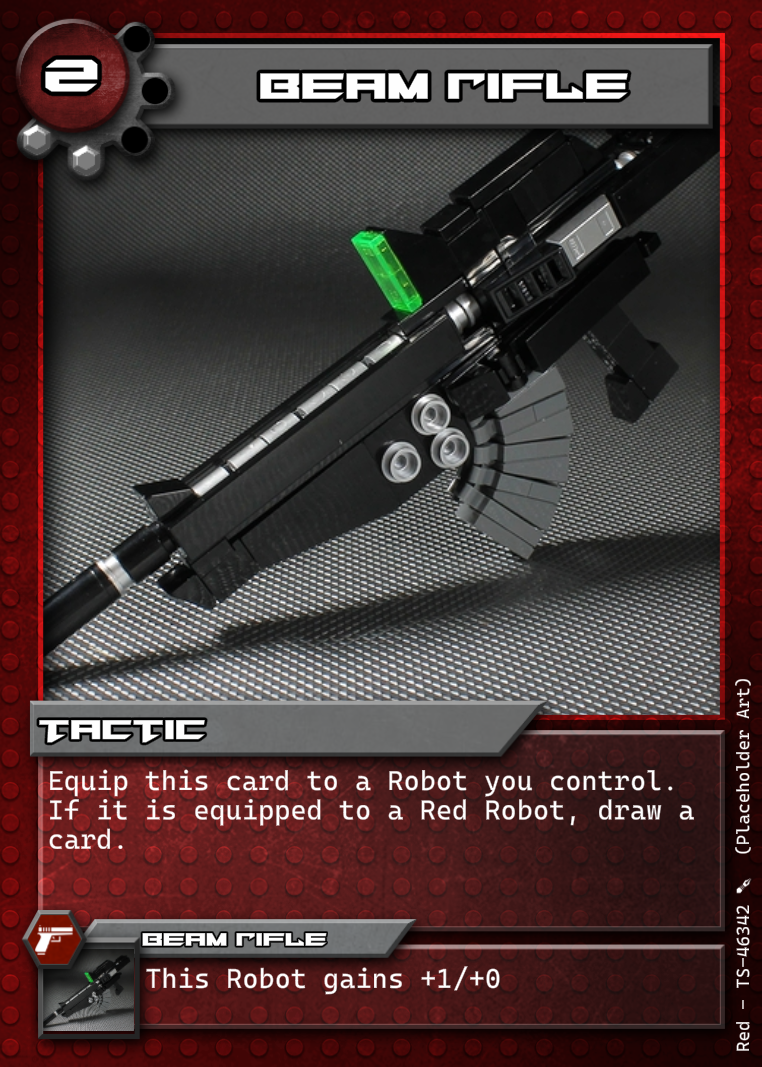 2
BEAM RIFLE
TACTIC
Equip this card to a Robot you control.
If it is equipped to a Red Robot, draw a
card.
BEAM RIFLE
This Robot gains +1/+0
Red - TS-46342 (Placeholder Art)